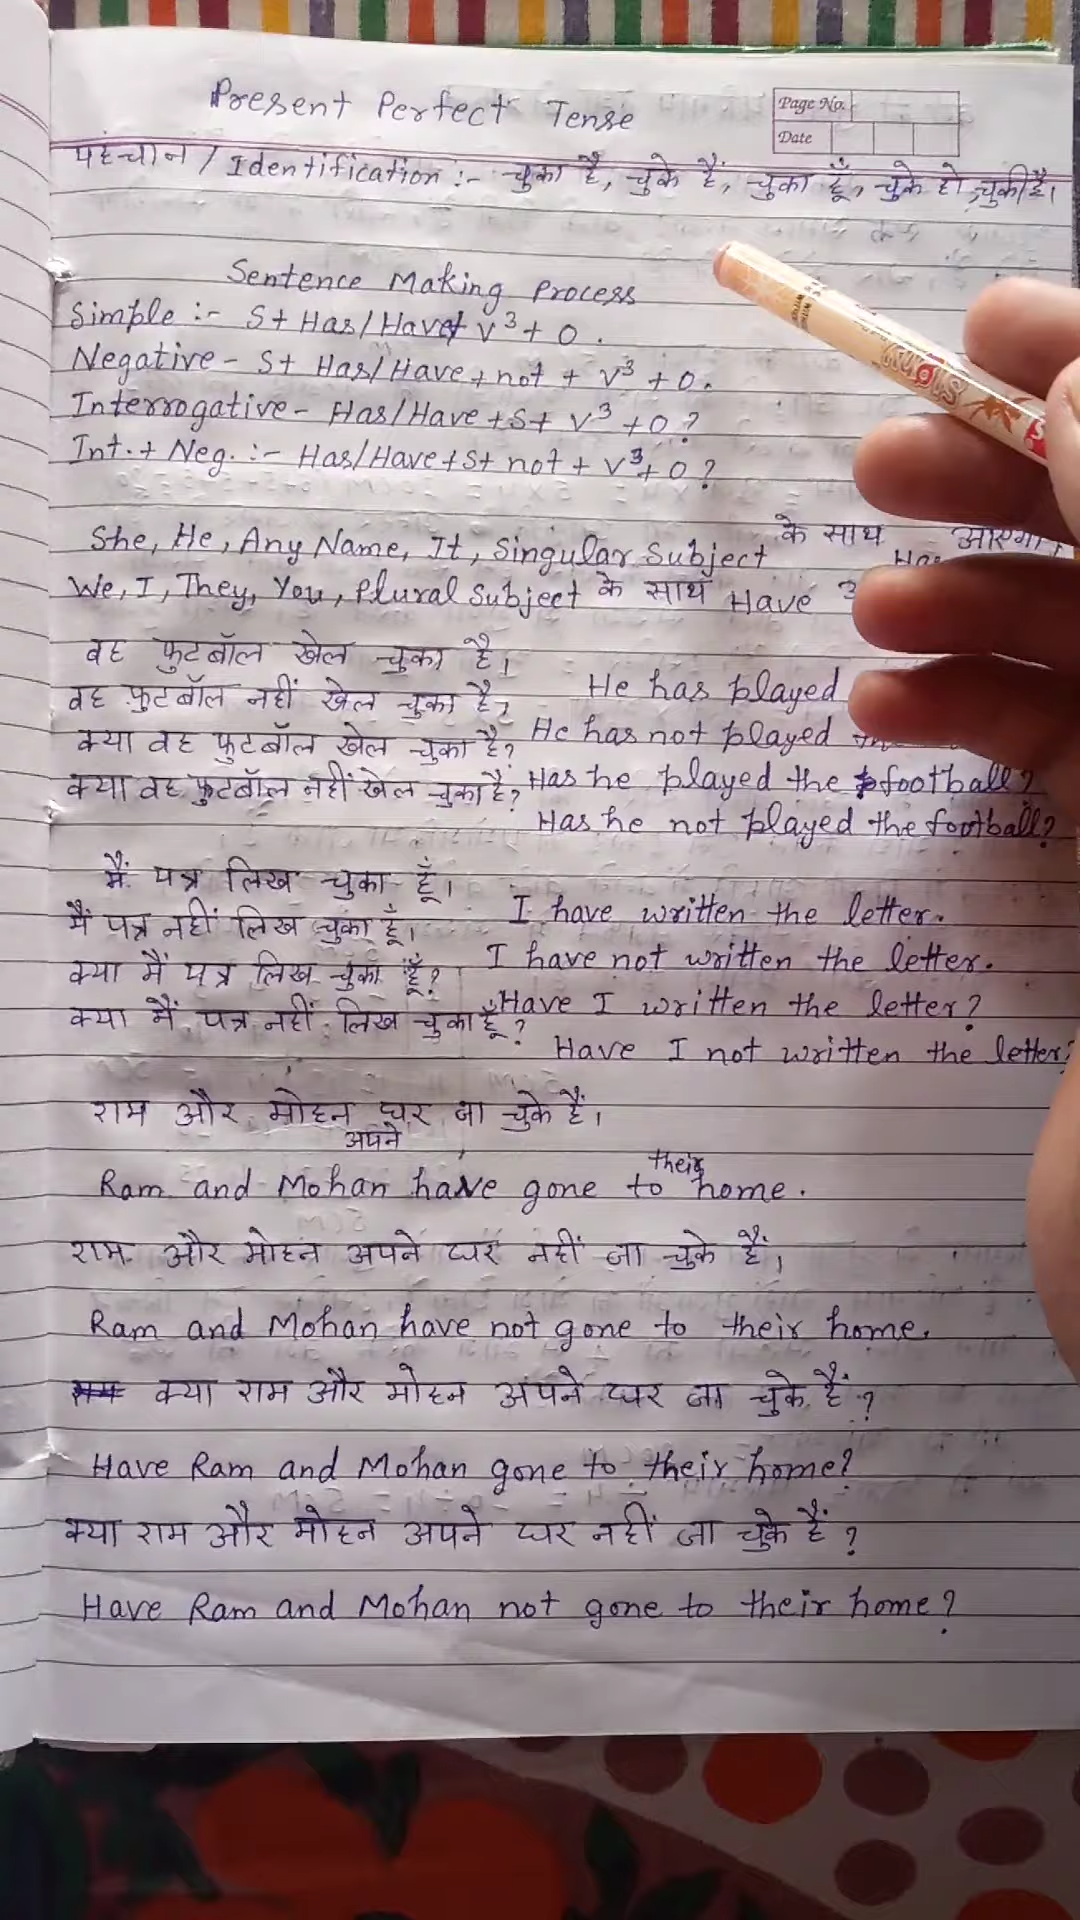 Present Perfect Tense
Page No.
Date
पहचान / Identification :- चुका है, चुके हैं, चुका हूँ, चुके हो, चुकी है।
Sentence Making Process
Simple :- S+ Has/Have+ V3 + O.
Negative - S+ Has/Have + not + V3 + O.
Interrogative - Has/Have + S+ V3 + O?
Int. + Neg. :- Has/Have + S+ not + V3 + O?
She, He, Any Name, It, Singular Subject के साथ आएगा।
We, I, They, You, Plural Subject के साथ Have
वह फुटबॉल खेल चुका है।
He has played
वह फुटबॉल नहीं खेल चुका है,
He has not played
क्या वह फुटबॉल खेल चुका है?
Has he played the football?
क्या वह फुटबॉल नहीं खेल चुका है?
Has he not played the football?
मैं पत्र लिख चुका हूँ।
I have written the letter.
मैं पत्र नहीं लिख चुका हूँ।
I have not written the letter.
क्या मैं पत्र लिख चुका हूँ?
Have I written the letter?
क्या मैं पत्र नहीं लिख चुका हूँ?
Have I not written the letter?
राम और मोहन अपने घर जा चुके हैं।
Ram and Mohan have gone to their home.
राम और मोहन अपने घर नहीं जा चुके हैं,
Ram and Mohan have not gone to their home.
क्या राम और मोहन अपने घर जा चुके हैं?
Have Ram and Mohan gone to their home?
क्या राम और मोहन अपने घर नहीं जा चुके हैं?
Have Ram and Mohan not gone to their home?